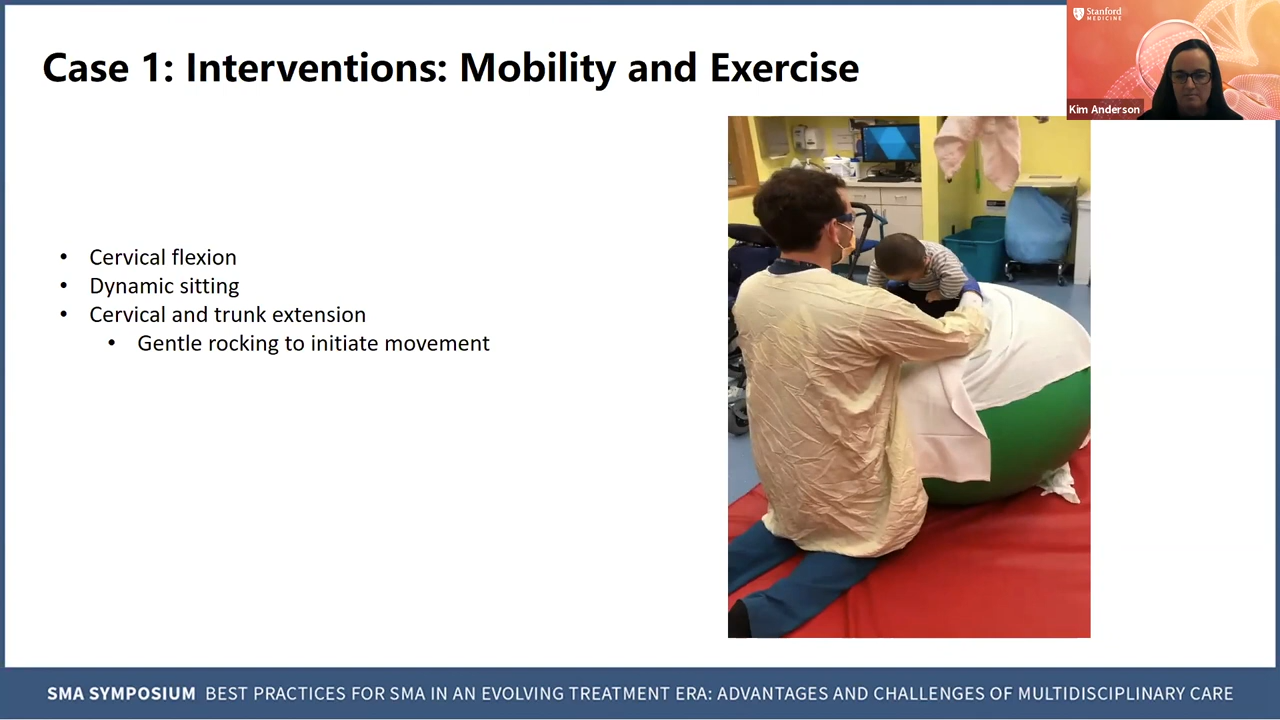 Stanford
MEDICINE
Case 1: Interventions: Mobility and Exercise
Kim Anderson
• Cervical flexion
• Dynamic sitting
• Cervical and trunk extension
• Gentle rocking to initiate movement
SMA SYMPOSIUM BEST PRACTICES FOR SMA IN AN EVOLVING TREATMENT ERA: ADVANTAGES AND CHALLENGES OF MULTIDISCIPLINARY CARE